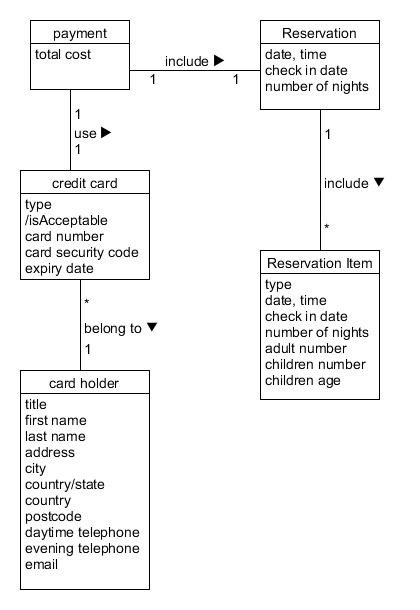 payment
total cost
include ▶
1
1
Reservation
date, time
check in date
number of nights
1
use ▶
1
1
include ▼
*
credit card
type
/isAcceptable
card number
card security code
expiry date
Reservation Item
type
date, time
check in date
number of nights
adult number
children number
children age
*
belong to ▼
1
card holder
title
first name
last name
address
city
country/state
country
postcode
daytime telephone
evening telephone
email